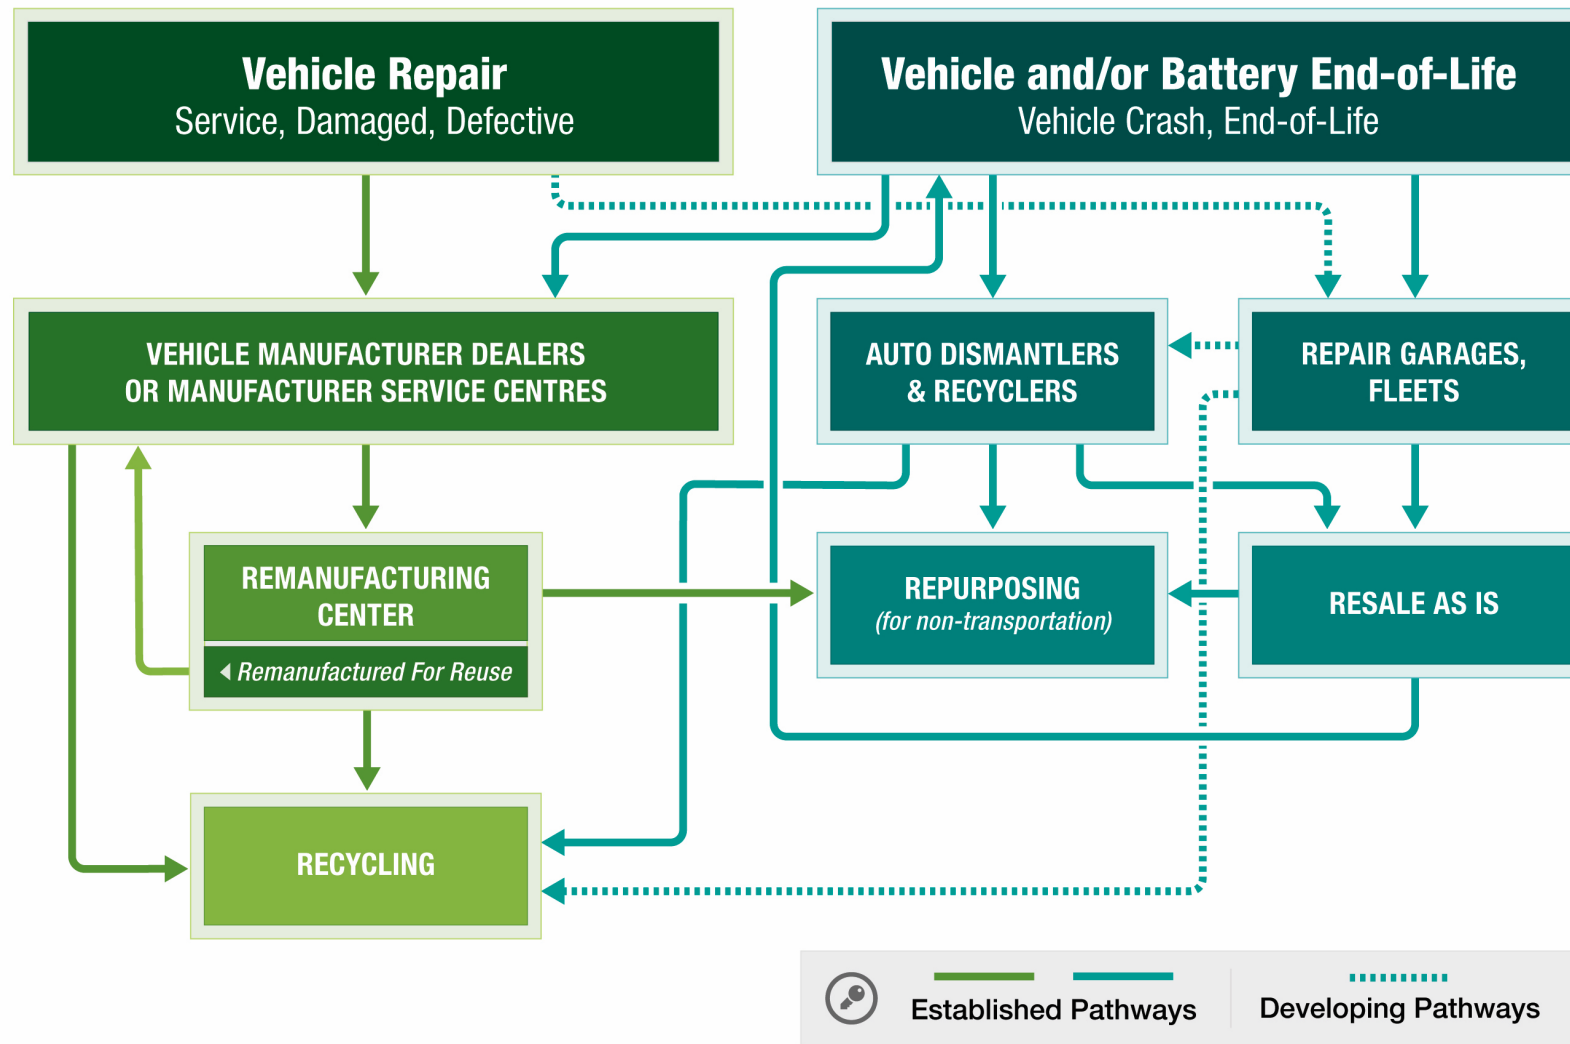 Vehicle Repair
Service, Damaged, Defective
Vehicle and/or Battery End-of-Life
Vehicle Crash, End-of-Life
VEHICLE MANUFACTURER DEALERS
OR MANUFACTURER SERVICE CENTRES
AUTO DISMANTLERS
& RECYCLERS
REPAIR GARAGES,
FLEETS
REMANUFACTURING
CENTER
Remanufactured For Reuse
REPURPOSING
(for non-transportation)
RESALE AS IS
RECYCLING
Established Pathways
Developing Pathways